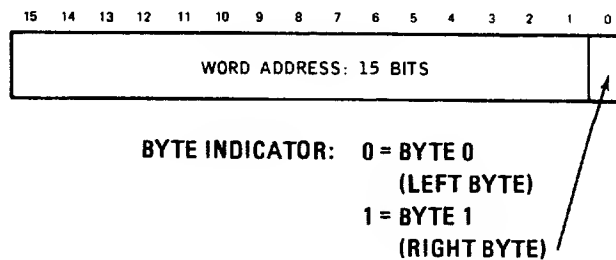 15 14 13 12 11 10 9 8 7 6 5 4 3 2 1 0
WORD ADDRESS: 15 BITS
BYTE INDICATOR: 0 = BYTE 0
(LEFT BYTE)
1 = BYTE 1
(RIGHT BYTE)